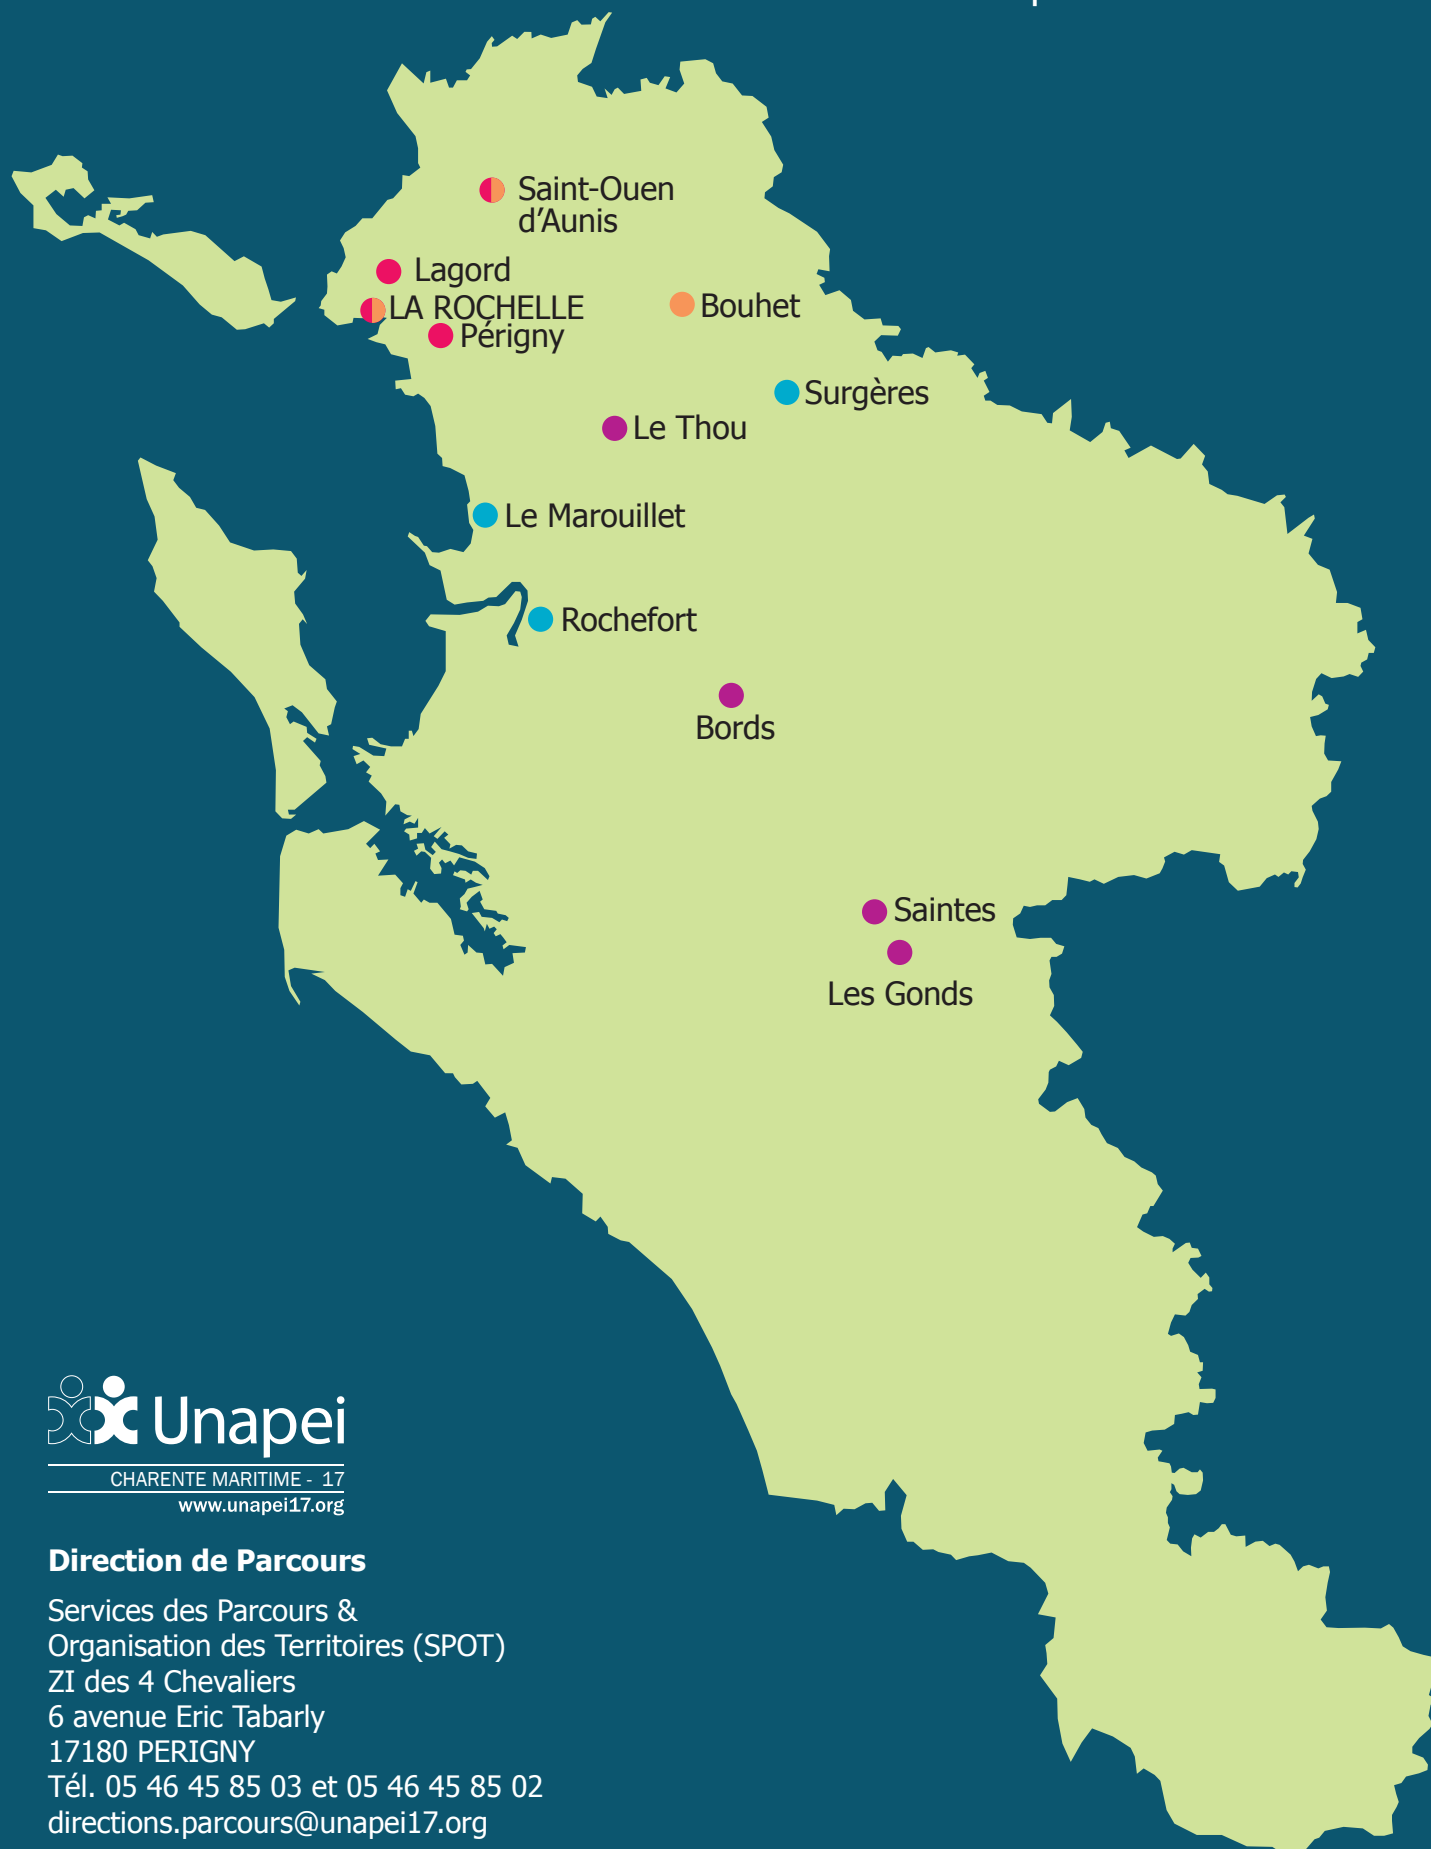 Saint-Ouen
d'Aunis
Lagord
LA ROCHELLE
Bouhet
Périgny
Surgères
Le Thou
Le Marouillet
Rochefort
Bords
Saintes
Les Gonds
Unapei
CHARENTE MARITIME - 17
www.unapei17.org
Direction de Parcours
Services des Parcours &
Organisation des Territoires (SPOT)
ZI des 4 Chevaliers
6 avenue Eric Tabarly
17180 PERIGNY
Tél. 05 46 45 85 03 et 05 46 45 85 02
directions.parcours@unapei17.org